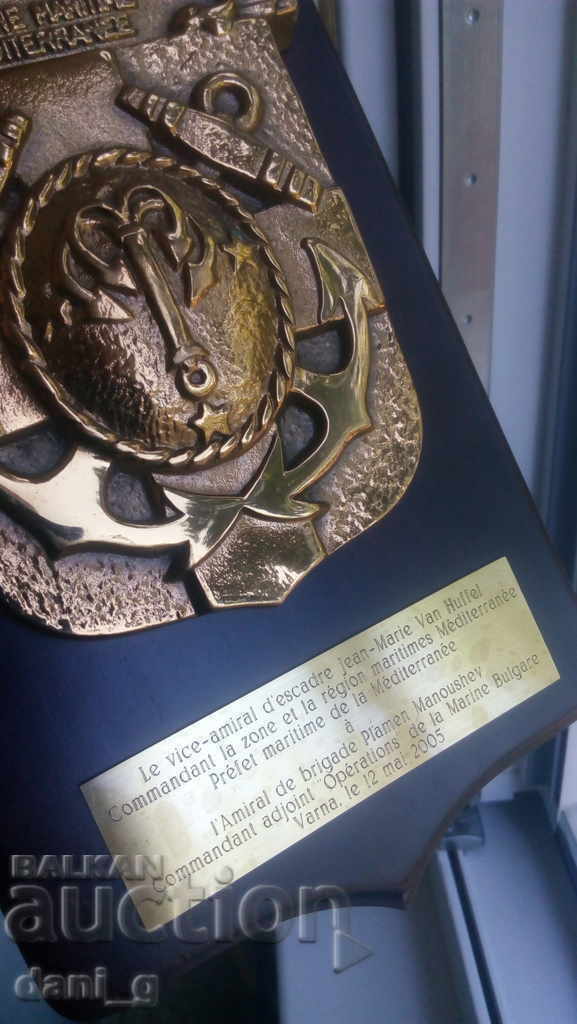 MARITIME
MÉDITERRANÉE
Le vice-amiral d'escadre Jean-Marie Van Huffel
Commandant la zone et la région maritimes Méditerranée
Préfet maritime de la Méditerranée
à
l'Amiral de brigade Plamen Manoushev
Commandant adjoint "Opérations" de la Marine Bulgare
Varna, le 12 mai 2005
BALKAN
auction
dani_g